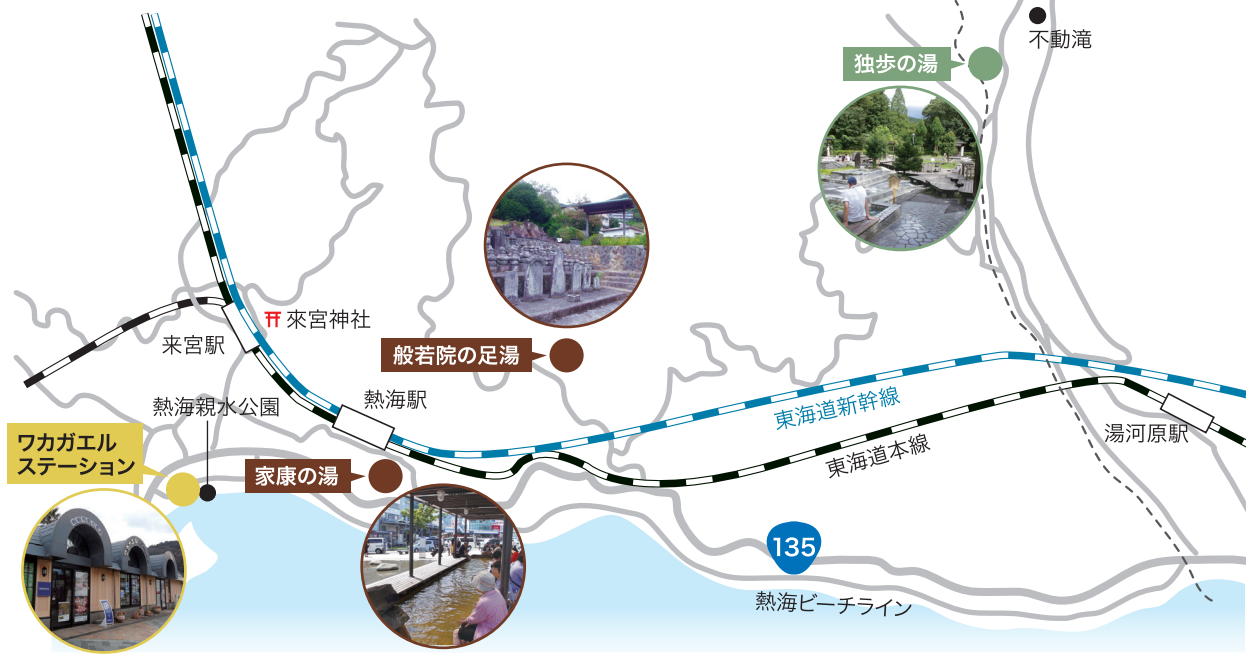 不動滝
独歩の湯
來宮神社
来宮駅
般若院の足湯
熱海駅
熱海親水公園
東海道新幹線
東海道本線
湯河原駅
ワカガエル
ステーション
家康の湯
135
熱海ビーチライン